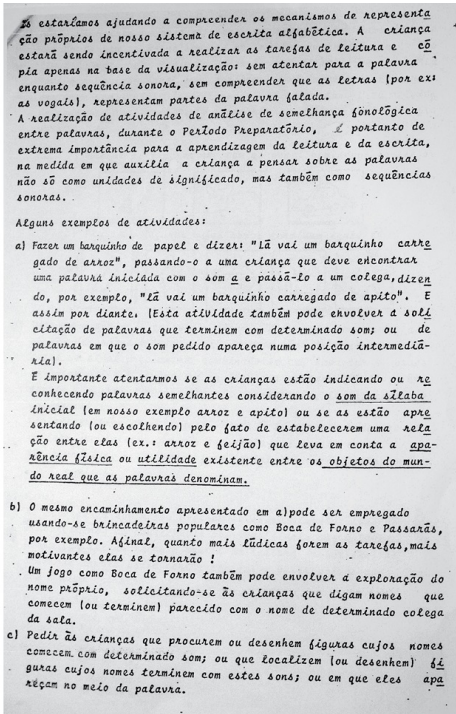 estaríamos ajudando a compreender os mecanismos de representa
ção próprios de nosso sistema de escrita alfabética. A criança
estará sendo incentivada a realizar as tarefas de leitura e có
pia apenas na base da visualização: sem atentar para a palavra
enquanto sequência sonora, sem compreender que as letras (por ex:
as vogais), representam partes da palavra falada.
A realização de atividades de análise de semelhança fonológica
entre palavras, durante o Período Preparatório, é portanto de
extrema importância para a aprendizagem da leitura e da escrita,
na medida em que auxilia a criança a pensar sobre as palavras
não só como unidades de significado, mas também como sequências
sonoras.
Alguns exemplos de atividades:
a) Fazer um barquinho de papel e dizer: "Lá vai um barquinho carre
gado de arroz", passando-o a uma criança que deve encontrar
uma palavra iniciada com o som a e passá-lo a um colega, dizen
do, por exemplo, "lá vai um barquinho carregado de apito". E
assim por diante. (Esta atividade também pode envolver a soli
citação de palavras que terminem com determinado som; ou de
palavras em que o som pedido apareça numa posição intermediá-
ria).
É importante atentarmos se as crianças estão indicando ou re
conhecendo palavras semelhantes considerando o som da sílaba
inicial (em nosso exemplo arroz e apito) ou se as estão apre
sentando (ou escolhendo) pelo fato de estabelecerem uma rela
ção entre elas (ex.: arroz e feijão) que leva em conta a apa-
rência física ou utilidade existente entre os objetos do mun-
do real que as palavras denominam.
b) O mesmo encaminhamento apresentado em a)pode ser empregado
usando-se brincadeiras populares como Boca de Forno e Passarás,
por exemplo. Afinal, quanto mais lúdicas forem as tarefas,mais
motivantes elas se tornarão !
Um jogo como Boca de Forno também pode envolver a exploração do
nome próprio, solicitando-se às crianças que digam nomes que
comecem (ou terminem) parecido com o nome de determinado colega
da sala.
c) Pedir às crianças que procurem ou desenhem figuras cujos nomes
comecem com determinado som; ou que localizem (ou desenhem) fi
guras cujos nomes terminem com estes sons; ou em que eles apa
reçam no meio da palavra.